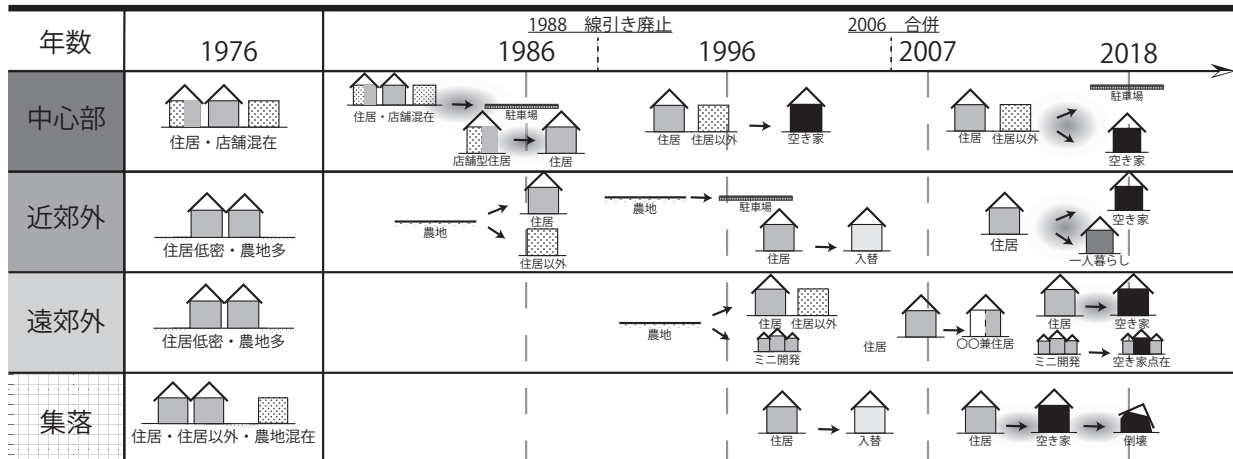 1988 線引き廃止
2006 合併
年数
1976
1986
1996
2007
2018
中心部
住居・店舗混在
住居・店舗混在
駐車場
店舗型住居
住居
住居
住居以外
空き家
住居
住居以外
駐車場
空き家
近郊外
住居低密・農地多
農地
住居
住居以外
農地
駐車場
住居
入替
住居
空き家
一人暮らし
遠郊外
住居低密・農地多
農地
住居
住居以外
ミニ開発
住居
〇〇兼住居
住居
空き家
ミニ開発
空き家点在
集落
住居・住居以外・農地混在
住居
入替
住居
空き家
倒壊